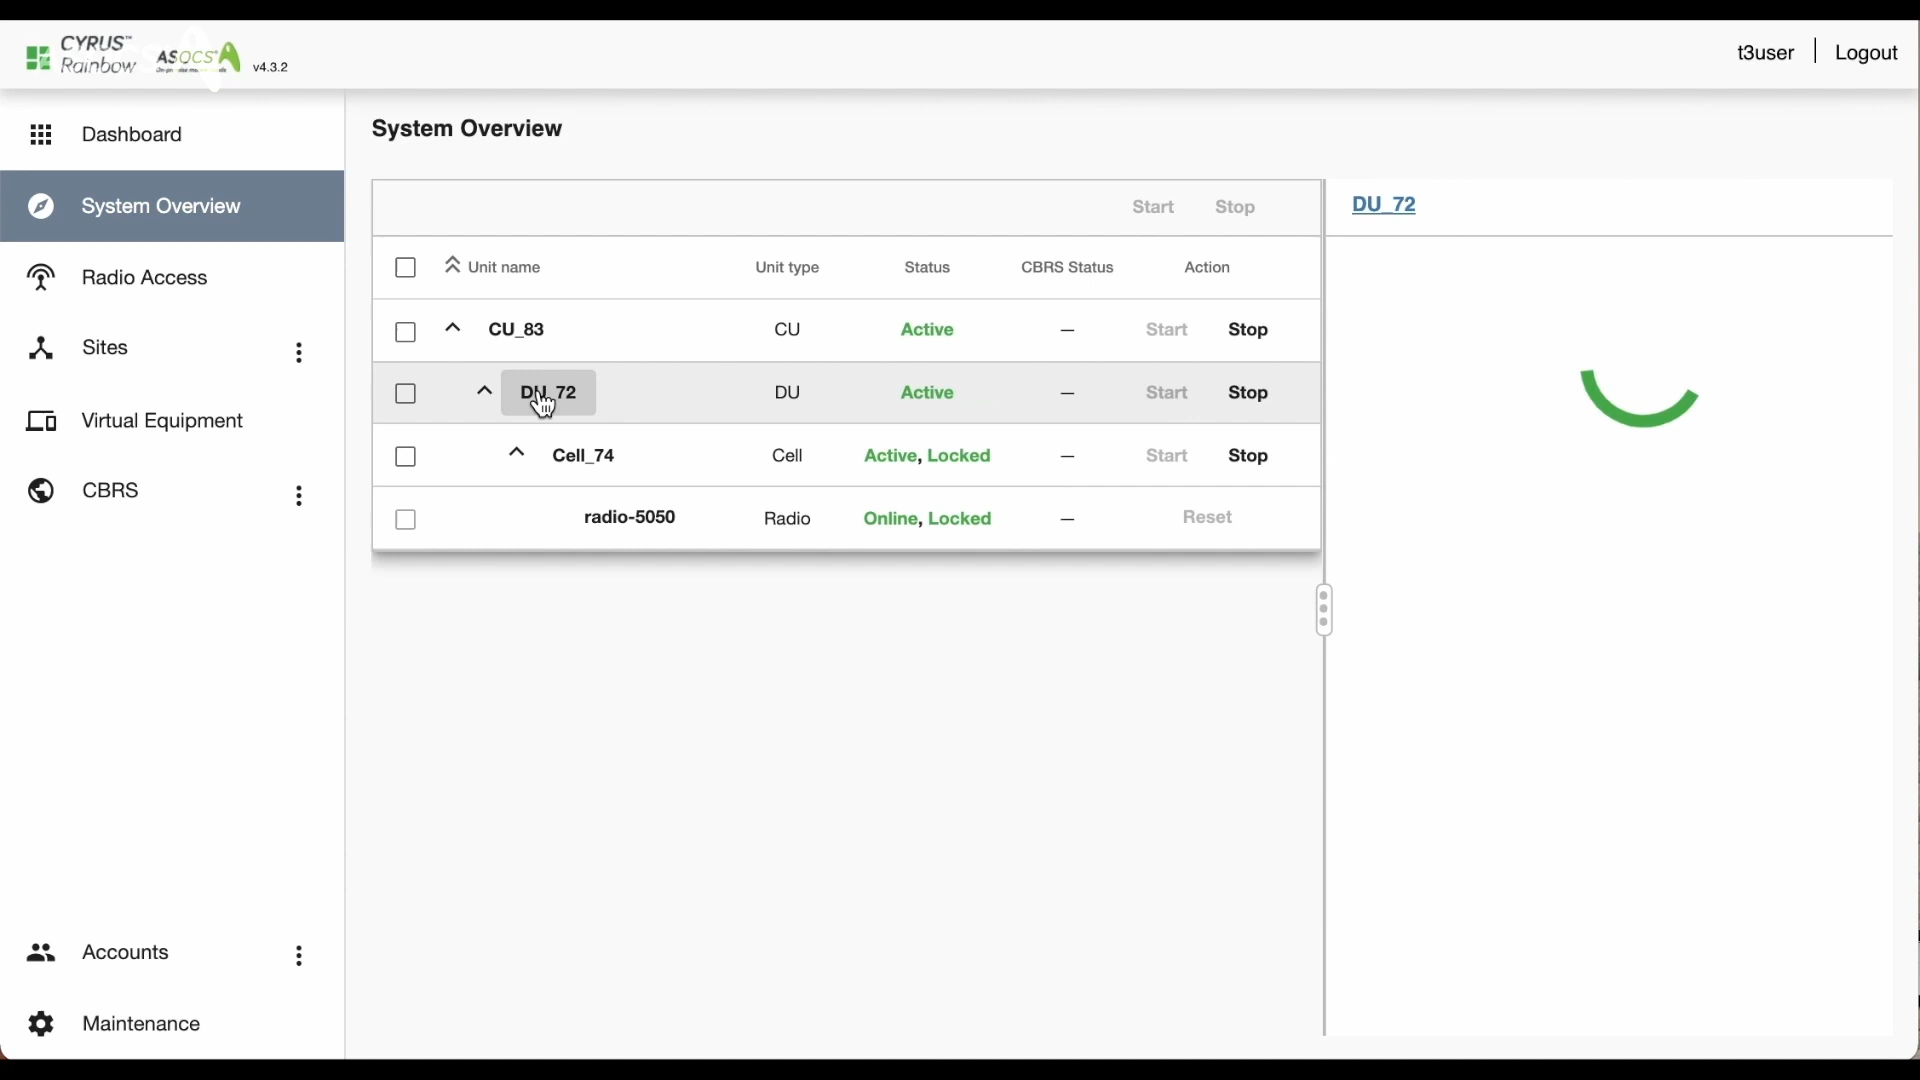 CYRUS™
Rainbow
ASOCS
v4.3.2
t3user
Logout
Dashboard
System Overview
Radio Access
Sites
Virtual Equipment
CBRS
Accounts
Maintenance
System Overview
Start Stop
Unit name Unit type Status CBRS Status Action
CU_83 CU Active — Start Stop
DU_72 DU Active — Start Stop
Cell_74 Cell Active, Locked — Start Stop
radio-5050 Radio Online, Locked — Reset
DU_72